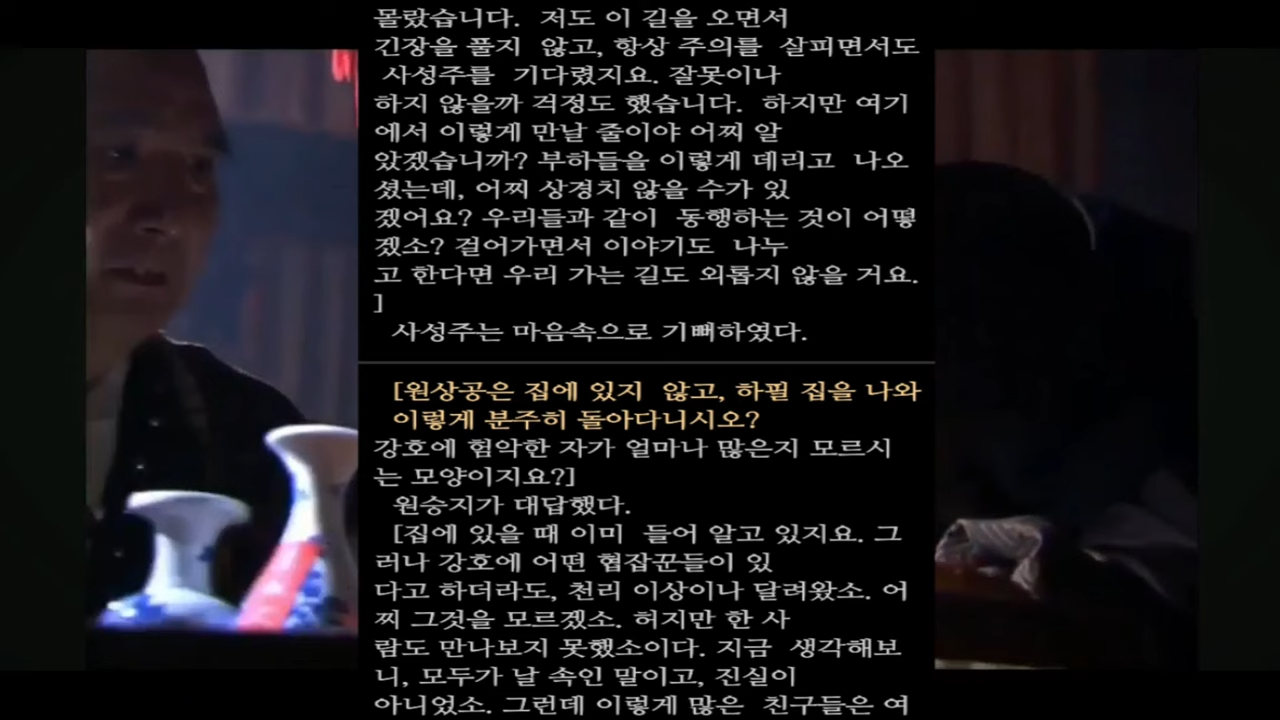 몰랐습니다. 저도 이 길을 오면서
긴장을 풀지 않고, 항상 주의를 살피면서도
사성주를 기다렸지요. 잘못이나
하지 않을까 걱정도 했습니다. 하지만 여기
에서 이렇게 만날 줄이야 어찌 알
았겠습니까? 부하들을 이렇게 데리고 나오
셨는데, 어찌 상경치 않을 수가 있
겠어요? 우리들과 같이 동행하는 것이 어떻
겠소? 걸어가면서 이야기도 나누
고 한다면 우리 가는 길도 외롭지 않을 거요.
]
사성주는 마음속으로 기뻐하였다.
[원상공은 집에 있지 않고, 하필 집을 나와
이렇게 분주히 돌아다니시오?
강호에 험악한 자가 얼마나 많은지 모르시
는 모양이지요?]
원승지가 대답했다.
[집에 있을 때 이미 들어 알고 있지요. 그
러나 강호에 어떤 협잡꾼들이 있
다고 하더라도, 천리 이상이나 달려왔소. 어
찌 그것을 모르겠소. 허지만 한 사
람도 만나보지 못했소이다. 지금 생각해보
니, 모두가 날 속인 말이고, 진실이
아니었소. 그런데 이렇게 많은 친구들은 여